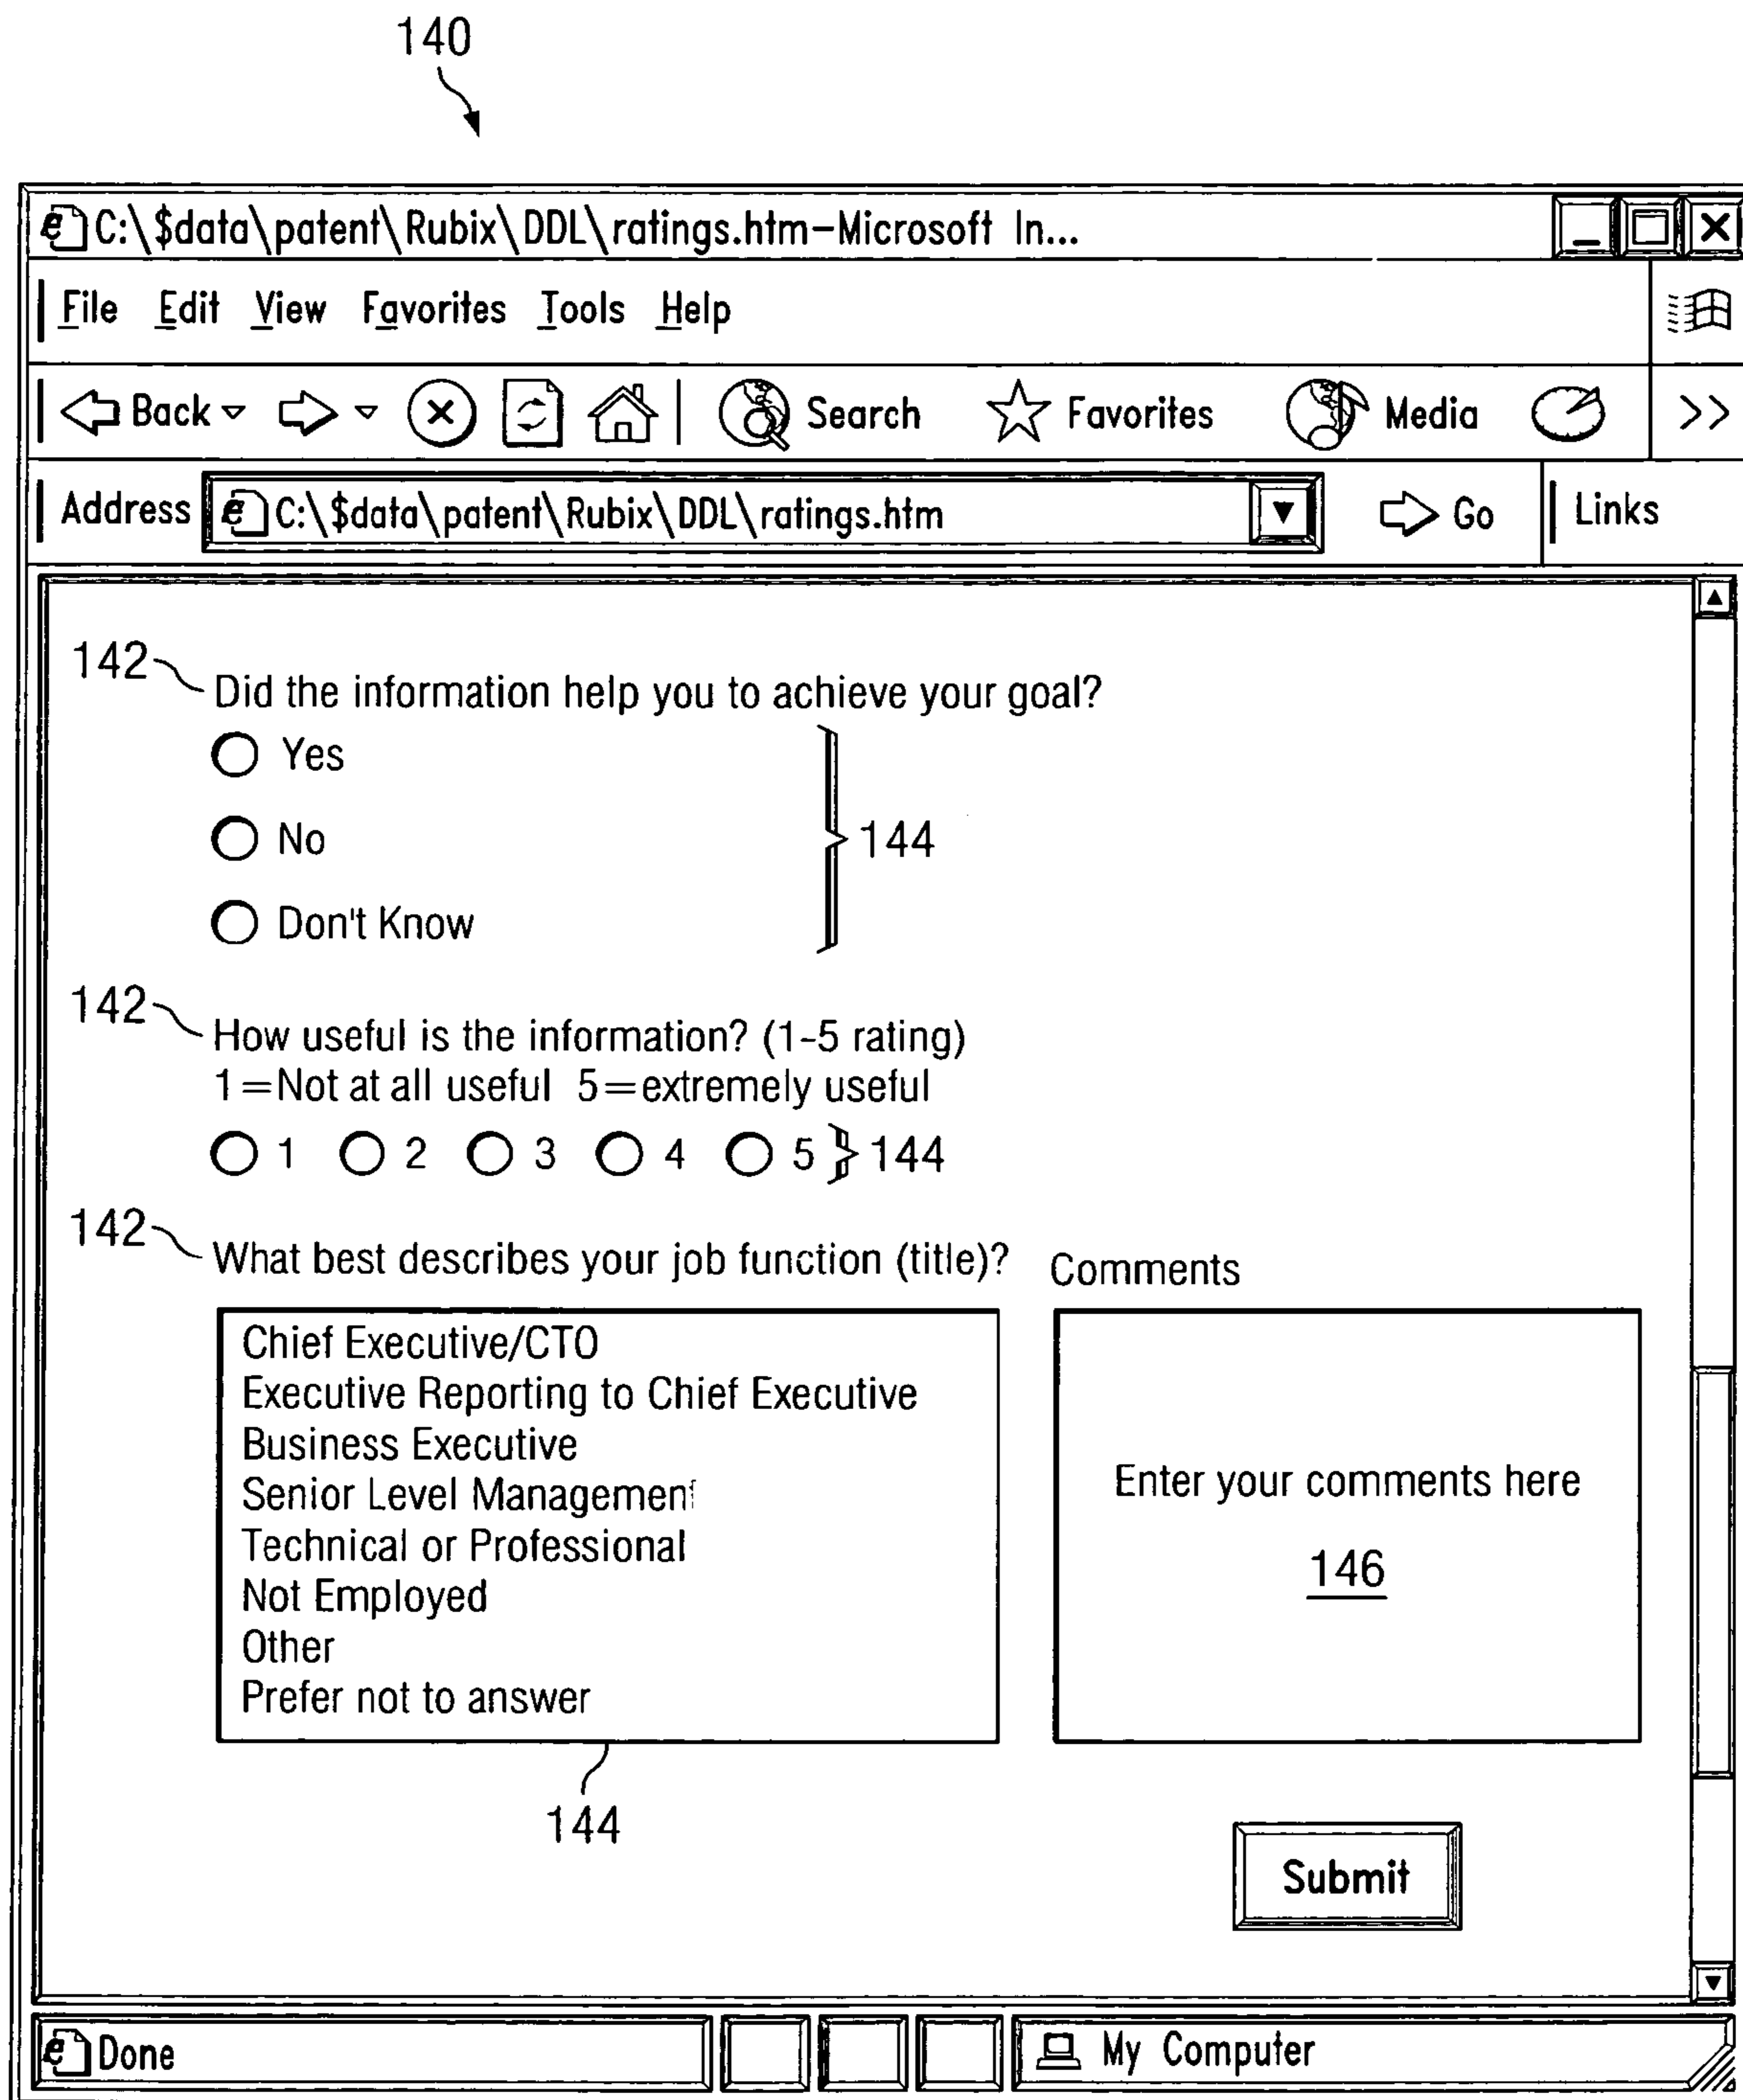 140
C:\$data\patent\Rubix\DDL\ratings.htm-Microsoft In...
File Edit View Favorites Tools Help
Back Search Favorites Media >>
Address C:\$data\patent\Rubix\DDL\ratings.htm Go Links
142 Did the information help you to achieve your goal?
Yes
No 144
Don't Know
142 How useful is the information? (1-5 rating)
1=Not at all useful 5=extremely useful
1 2 3 4 5 144
142 What best describes your job function (title)? Comments
Chief Executive/CTO
Executive Reporting to Chief Executive
Business Executive
Senior Level Management
Technical or Professional
Not Employed
Other
Prefer not to answer
Enter your comments here
146
144
Submit
Done My Computer